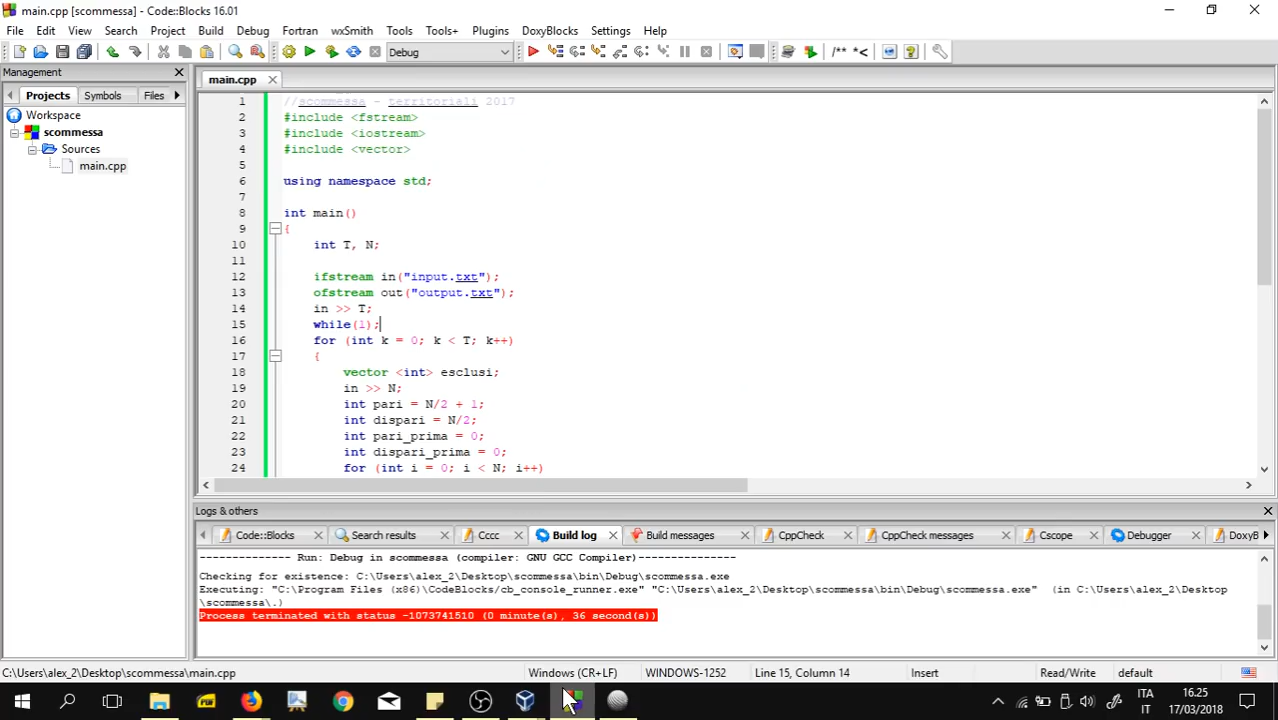 main.cpp [scommessa] - Code::Blocks 16.01
File Edit View Search Project Build Debug Fortran wxSmith Tools Tools+ Plugins DoxyBlocks Settings Help
Debug
/** *<
Management
main.cpp
Projects Symbols Files
Workspace
scommessa
Sources
main.cpp
1 //scommessa - territoriali 2017
2 #include <fstream>
3 #include <iostream>
4 #include <vector>
5
6 using namespace std;
7
8 int main()
9 {
10 int T, N;
11
12 ifstream in("input.txt");
13 ofstream out("output.txt");
14 in >> T;
15 while(1);
16 for (int k = 0; k < T; k++)
17 {
18 vector <int> esclusi;
19 in >> N;
20 int pari = N/2 + 1;
21 int dispari = N/2;
22 int pari_prima = 0;
23 int dispari_prima = 0;
24 for (int i = 0; i < N; i++)
Logs & others
Code::Blocks Search results Cccc Build log Build messages CppCheck CppCheck messages Cscope Debugger DoxyB
-------------- Run: Debug in scommessa (compiler: GNU GCC Compiler)---------------
Checking for existence: C:\Users\alex_2\Desktop\scommessa\bin\Debug\scommessa.exe
Executing: "C:\Program Files (x86)\CodeBlocks/cb_console_runner.exe" "C:\Users\alex_2\Desktop\scommessa\bin\Debug\scommessa.exe" (in C:\Users\alex_2\Desktop
\scommessa\.)
Process terminated with status -1073741510 (0 minute(s), 36 second(s))
C:\Users\alex_2\Desktop\scommessa\main.cpp Windows (CR+LF) WINDOWS-1252 Line 15, Column 14 Insert Read/Write default
PDF
ITA 16.25
IT 17/03/2018